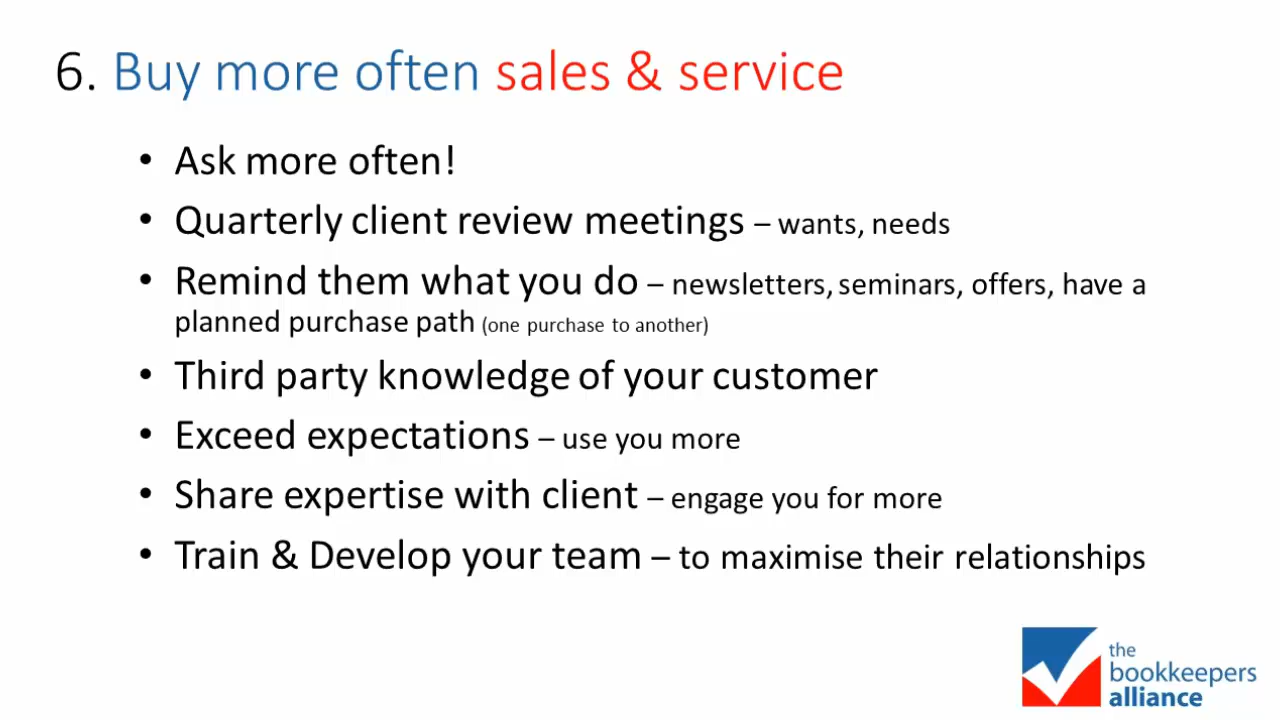 6. Buy more often sales & service
• Ask more often!
• Quarterly client review meetings – wants, needs
• Remind them what you do – newsletters, seminars, offers, have a
planned purchase path (one purchase to another)
• Third party knowledge of your customer
• Exceed expectations – use you more
• Share expertise with client – engage you for more
• Train & Develop your team – to maximise their relationships
the
bookkeepers
alliance